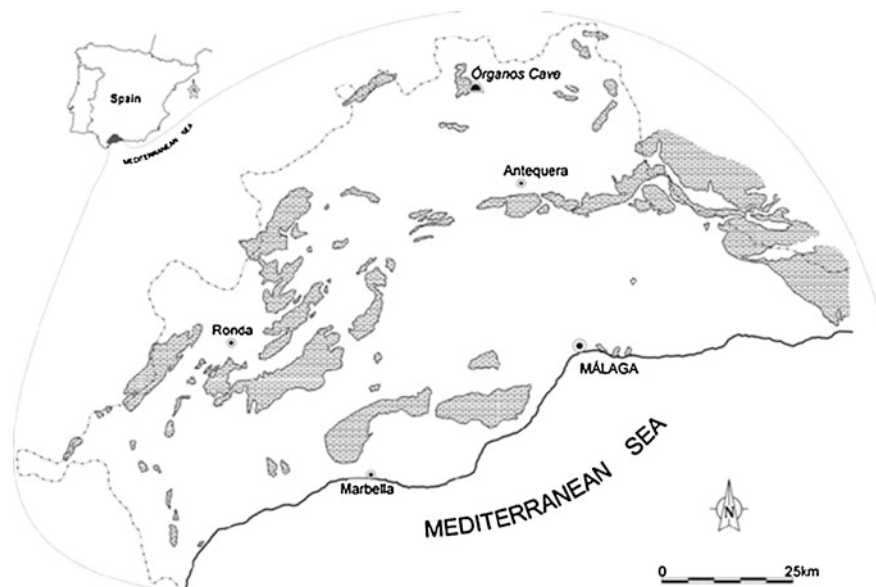 Spain
MEDITERRANEAN SEA
Órganos Cave
Antequera
Ronda
MÁLAGA
Marbella
MEDITERRANEAN SEA
N
0 25km